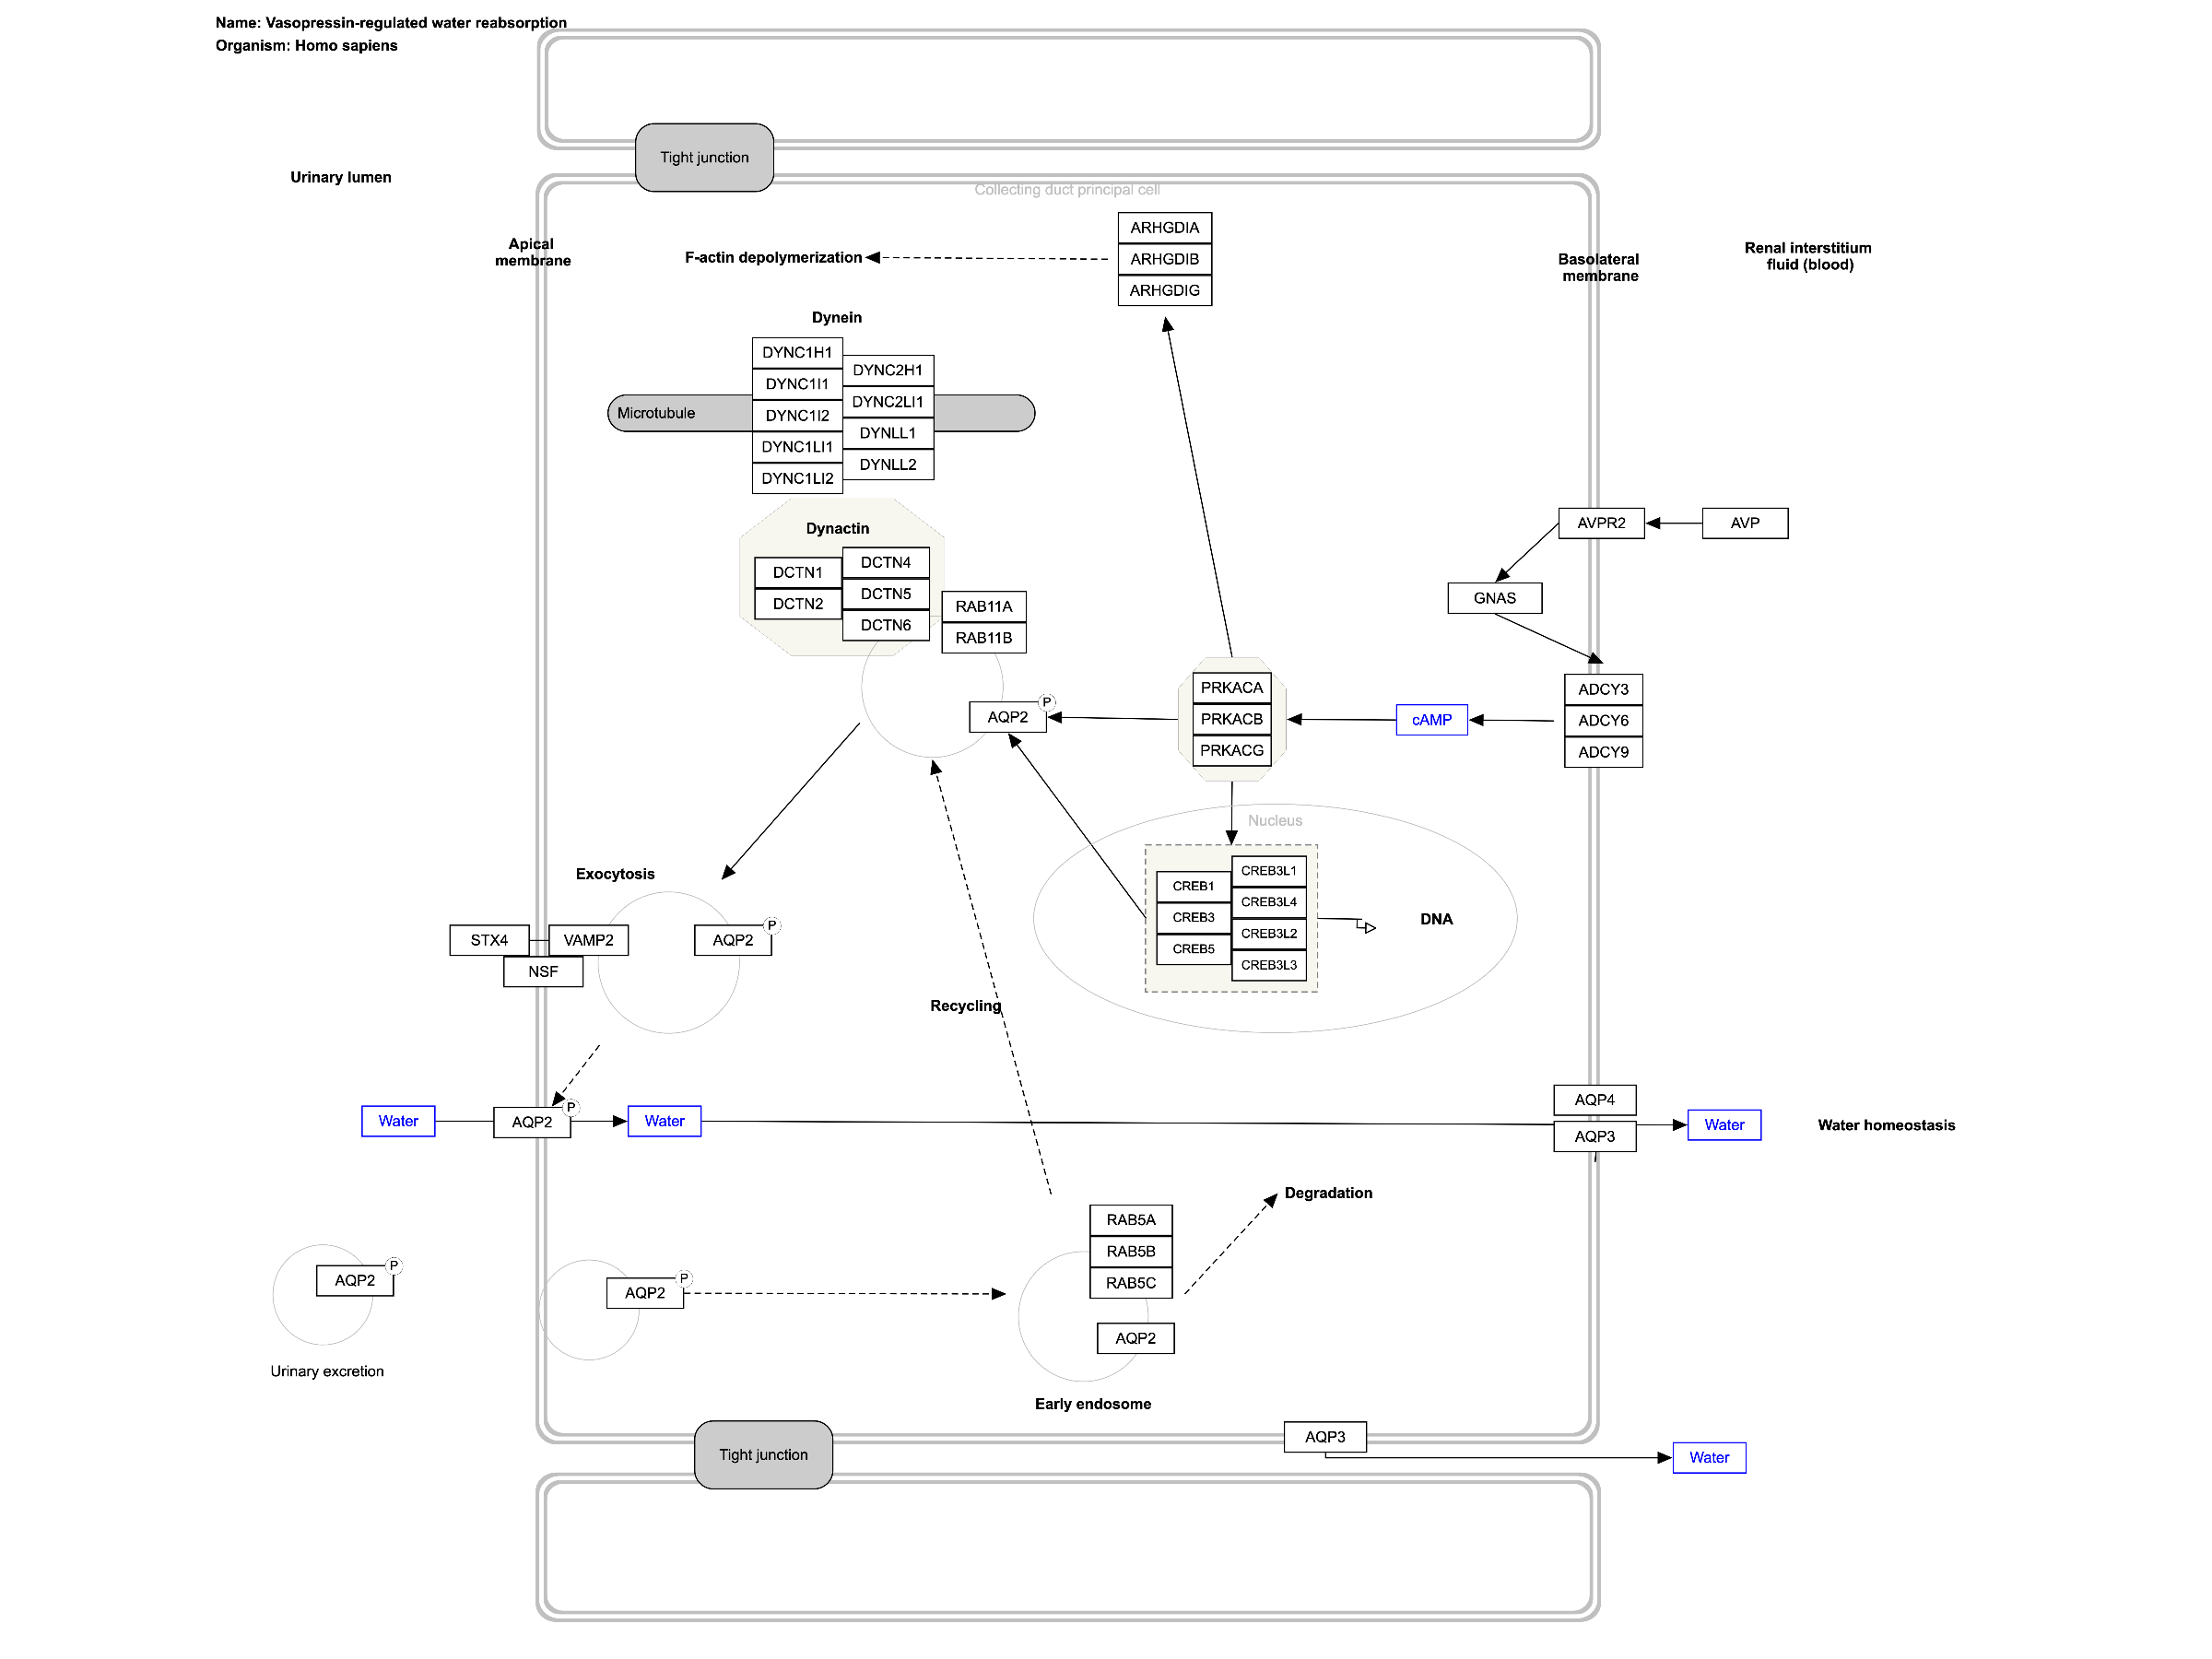 Name: Vasopressin-regulated water reabsorption
Organism: Homo sapiens
Tight junction
Urinary lumen
Collecting duct principal cell
Apical
membrane
F-actin depolymerization
ARHGDIA
ARHGDIB
ARHGDIG
Basolateral
membrane
Renal interstitium
fluid (blood)
Dynein
Microtubule
DYNC1H1
DYNC1I1
DYNC1I2
DYNC1LI1
DYNC1LI2
DYNC2H1
DYNC2LI1
DYNLL1
DYNLL2
Dynactin
DCTN1
DCTN2
DCTN4
DCTN5
DCTN6
RAB11A
RAB11B
AVPR2
AVP
GNAS
AQP2
P
PRKACA
PRKACB
PRKACG
cAMP
ADCY3
ADCY6
ADCY9
Nucleus
CREB1
CREB3
CREB5
CREB3L1
CREB3L4
CREB3L2
CREB3L3
DNA
Exocytosis
STX4
VAMP2
NSF
AQP2
P
Recycling
Water
AQP2
P
Water
AQP4
AQP3
Water
Water homeostasis
Degradation
RAB5A
RAB5B
RAB5C
AQP2
AQP2
P
AQP2
P
Urinary excretion
Early endosome
Tight junction
AQP3
Water